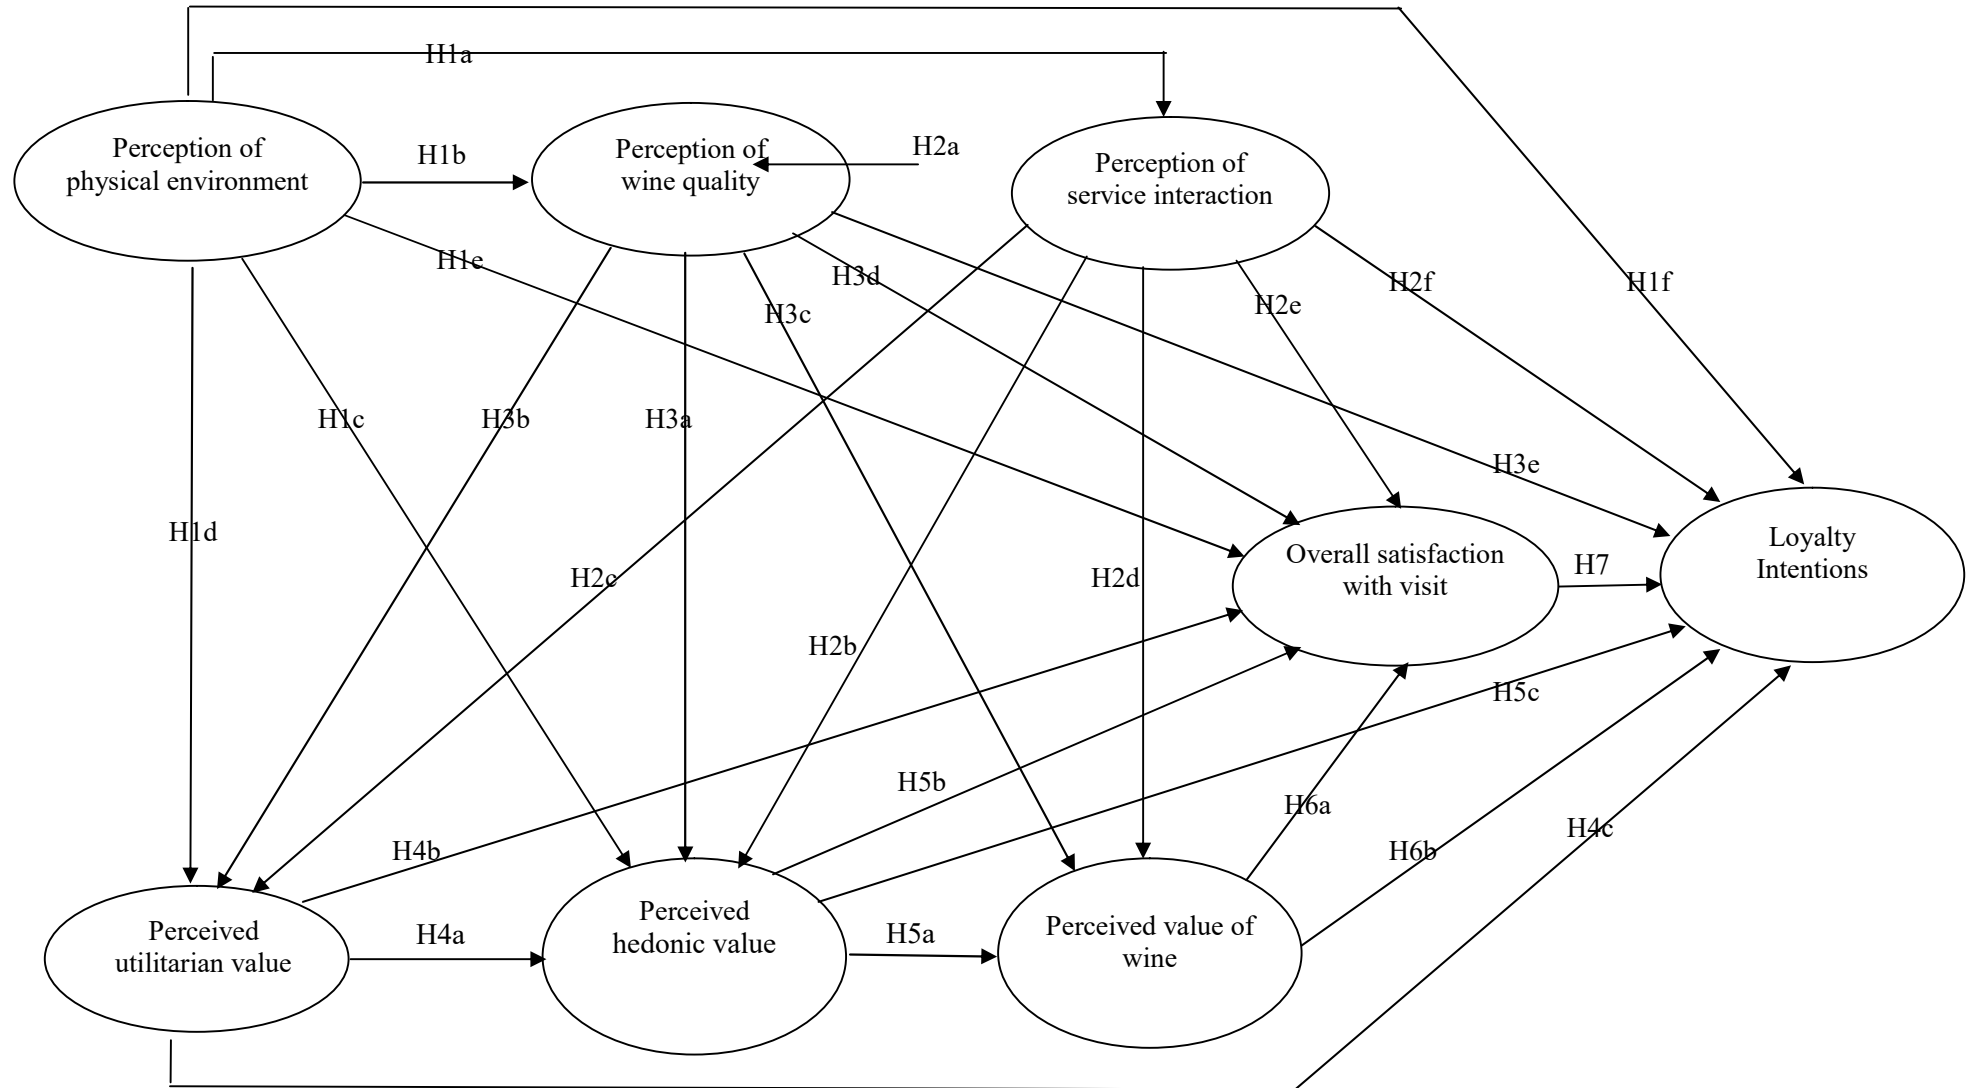 H1a
Perception of
physical environment
H1b
Perception of
wine quality
H2a
Perception of
service interaction
H1e
H3d
H3c
H2e
H2f
H1f
H1c
H3b
H3a
H3e
H1d
H2c
H2d
H2b
Overall satisfaction
with visit
H7
Loyalty
Intentions
H5c
H5b
H6a
H4b
H6b
H4c
Perceived
utilitarian value
H4a
Perceived
hedonic value
H5a
Perceived value of
wine